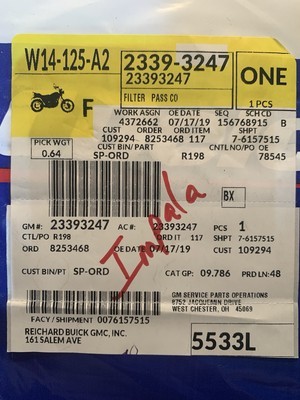 W14-125-A2
2339-3247
23393247
FILTER PASS CO
ONE
1 PCS
F
SEQ OE DATE SEQ SCH CD
4372662 07/17/19 156768915 B
CUST ORDER ORD ITEM SHPT
109294 8253468 117 7-6157515
PICK WGT
0.64
CUST BIN/PART CNTL NO/PO CT
SP-ORD R198 78545
BX
Impala
GM#: 23393247 AC#: 23393247 PCS 1
CTL/PO R198 ORD IT 117 SHPT 7-6157515
ORD 8253468 OE DATE 07/17/19 CUST 109294
CUST BIN/PT SP-ORD CAT GP: 09.786 PRD LN: 48
GM SERVICE PARTS OPERATIONS
8752 JACQUEMIN DRIVE
WEST CHESTER, OH 45069
FACY / SHIPMENT 0076157515
REICHARD BUICK GMC, INC.
161 SALEM AVE
5533L